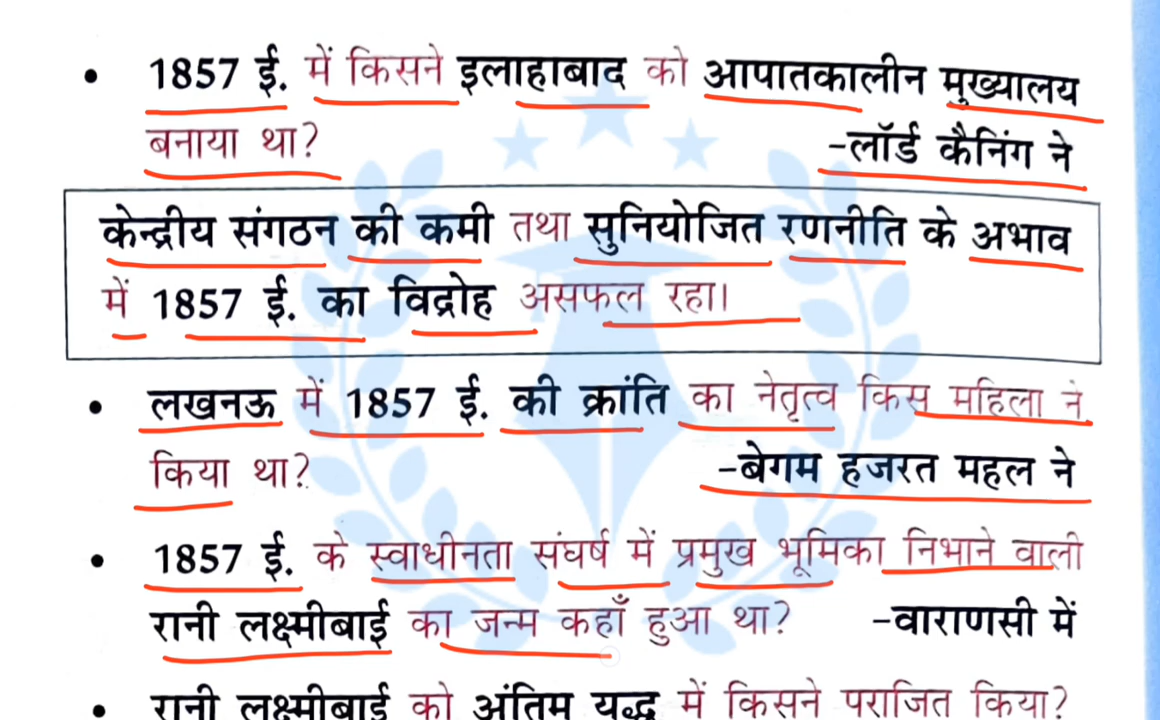 • 1857 ई. में किसने इलाहाबाद को आपातकालीन मुख्यालय
बनाया था? -लॉर्ड कैनिंग ने
केन्द्रीय संगठन की कमी तथा सुनियोजित रणनीति के अभाव
में 1857 ई. का विद्रोह असफल रहा।
• लखनऊ में 1857 ई. की क्रांति का नेतृत्व किस महिला ने
किया था? -बेगम हजरत महल ने
• 1857 ई. के स्वाधीनता संघर्ष में प्रमुख भूमिका निभाने वाली
रानी लक्ष्मीबाई का जन्म कहाँ हुआ था? -वाराणसी में
• रानी लक्ष्मीबाई को अंतिम युद्ध में किसने पराजित किया?